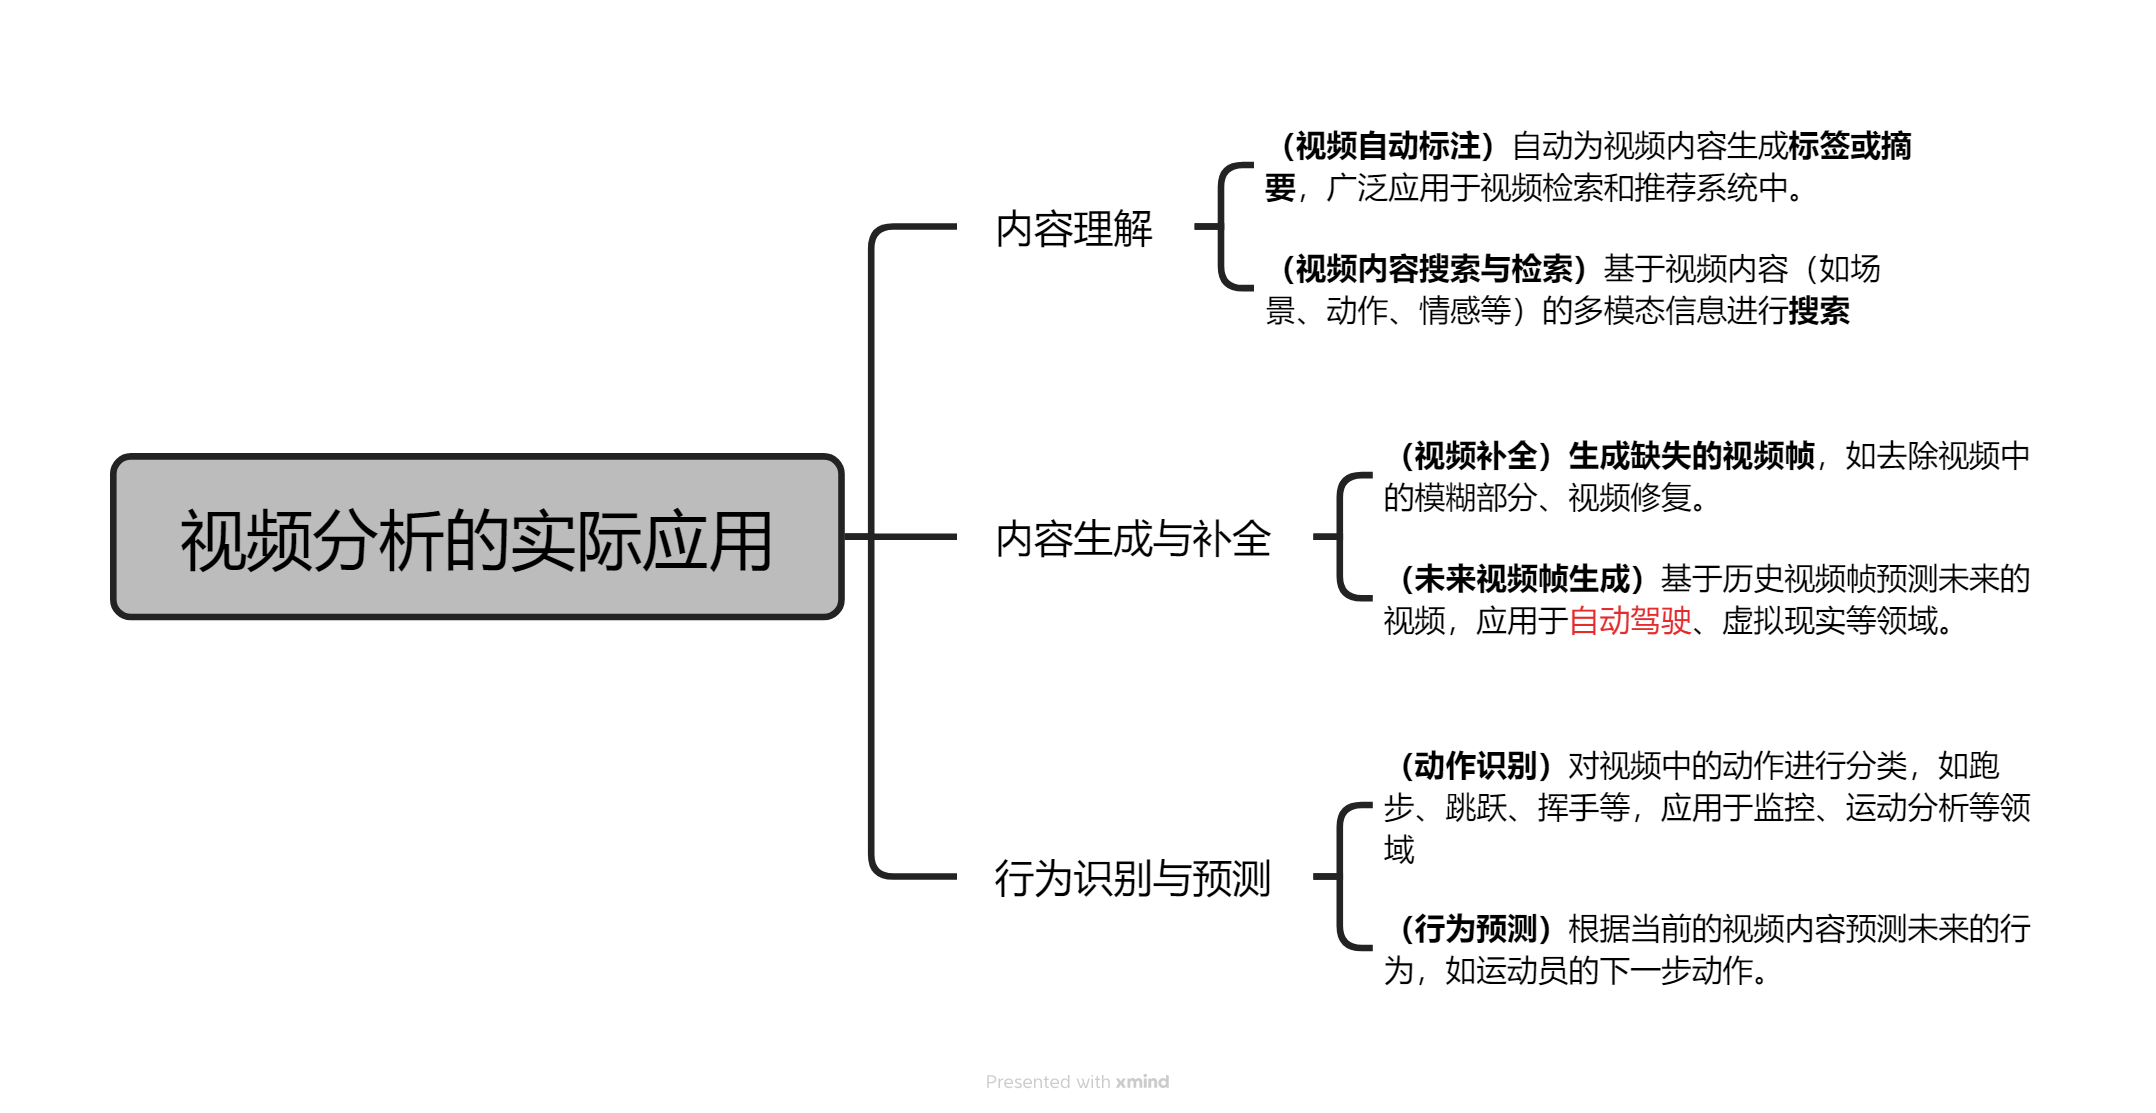 视频分析的实际应用
内容理解
（视频自动标注）自动为视频内容生成标签或摘
要，广泛应用于视频检索和推荐系统中。
（视频内容搜索与检索）基于视频内容（如场
景、动作、情感等）的多模态信息进行搜索
内容生成与补全
（视频补全）生成缺失的视频帧，如去除视频中
的模糊部分、视频修复。
（未来视频帧生成）基于历史视频帧预测未来的
视频，应用于自动驾驶、虚拟现实等领域。
行为识别与预测
（动作识别）对视频中的动作进行分类，如跑
步、跳跃、挥手等，应用于监控、运动分析等领
域
（行为预测）根据当前的视频内容预测未来的行
为，如运动员的下一步动作。
Presented with xmind